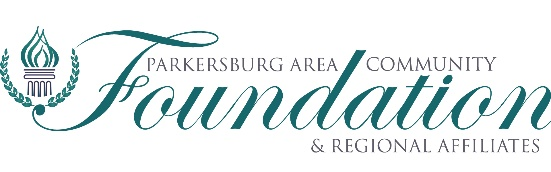 PARKERSBURG AREA COMMUNITY
Foundation
& REGIONAL AFFILIATES